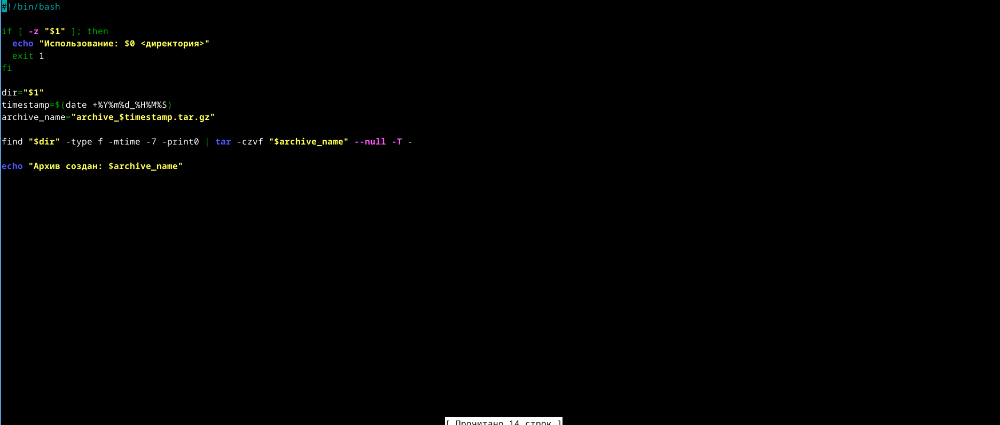 #!/bin/bash
if [ -z "$1" ]; then
echo "Использование: $0 <директория>"
exit 1
fi
dir="$1"
timestamp=$(date +%Y%m%d_%H%M%S)
archive_name="archive_$timestamp.tar.gz"
find "$dir" -type f -mtime -7 -print0 | tar -czvf "$archive_name" --null -T -
echo "Архив создан: $archive_name"
[ Прочитано 14 строк ]